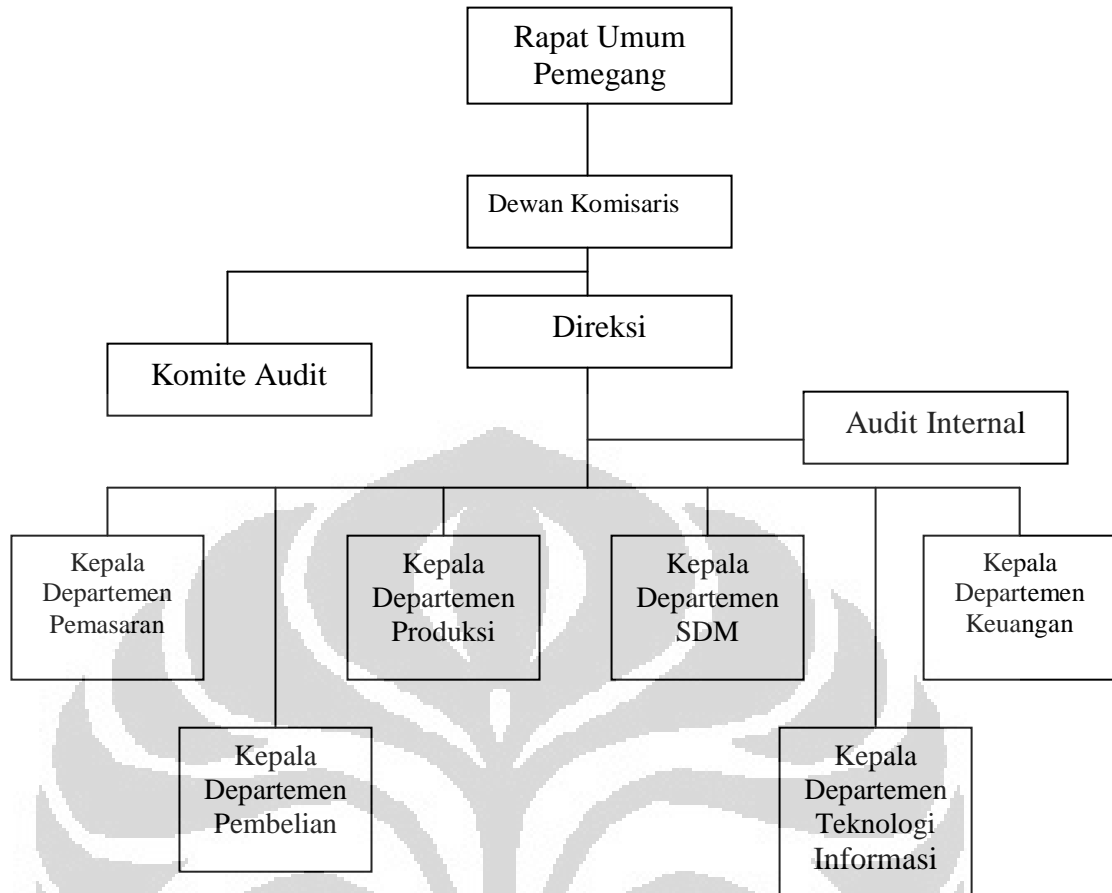 Rapat Umum
Pemegang
Dewan Komisaris
Direksi
Komite Audit
Audit Internal
Kepala
Departemen
Pemasaran
Kepala
Departemen
Produksi
Kepala
Departemen
SDM
Kepala
Departemen
Keuangan
Kepala
Departemen
Pembelian
Kepala
Departemen
Teknologi
Informasi